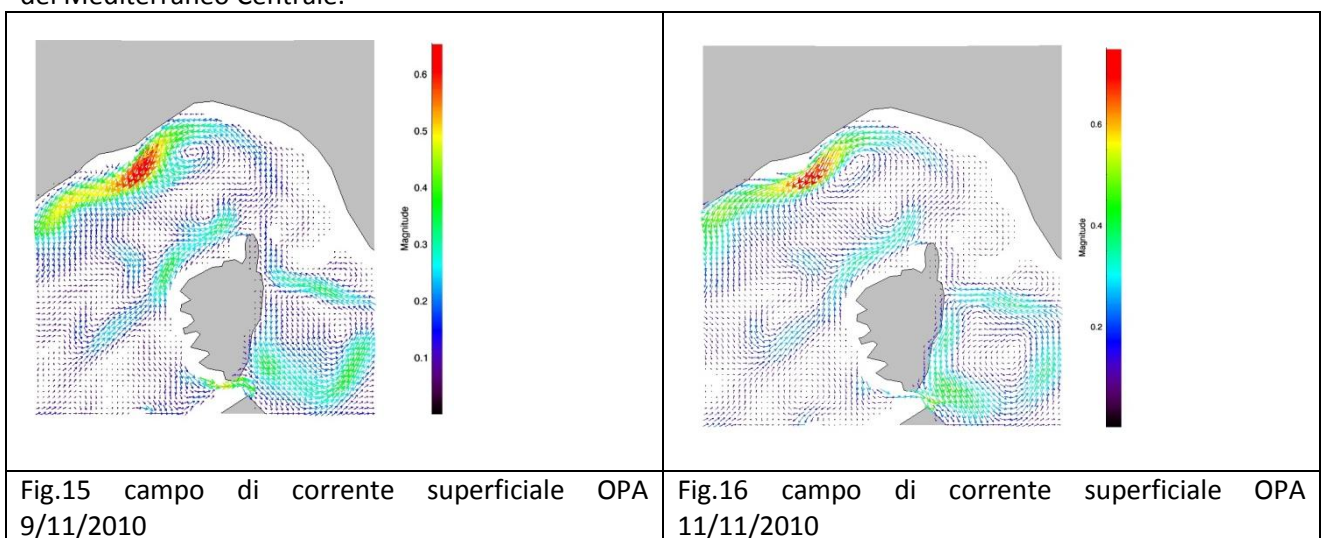 del Mediterraneo Centrale.
0.6
0.5
0.4
0.3
0.2
0.1
Magnitude
0.6
0.4
0.2
Magnitude
Fig.15 campo di corrente superficiale OPA
9/11/2010
Fig.16 campo di corrente superficiale OPA
11/11/2010